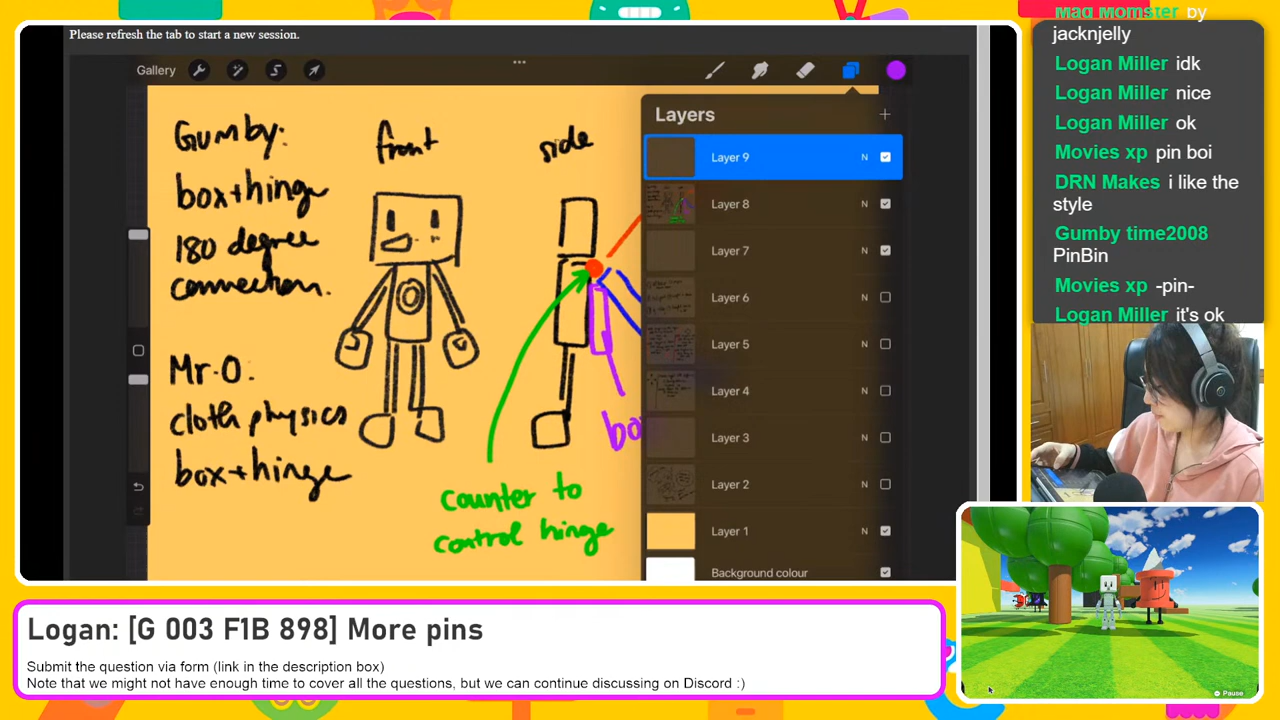 Please refresh the tab to start a new session.
Gallery
Gumby:
box+hinge
180 degree
connection.
Mr. O:
cloth physics
box+hinge
front
side
counter to
control hinge
box
Layers
Layer 9 N
Layer 8 N
Layer 7 N
Layer 6 N
Layer 5 N
Layer 4 N
Layer 3 N
Layer 2 N
Layer 1 N
Background colour
Mad Momster by
jacknjelly
Logan Miller idk
Logan Miller nice
Logan Miller ok
Movies xp pin boi
DRN Makes i like the
style
Gumby time2008
PinBin
Movies xp -pin-
Logan Miller it's ok
Pause
Logan: [G 003 F1B 898] More pins
Submit the question via form (link in the description box)
Note that we might not have enough time to cover all the questions, but we can continue discussing on Discord :)